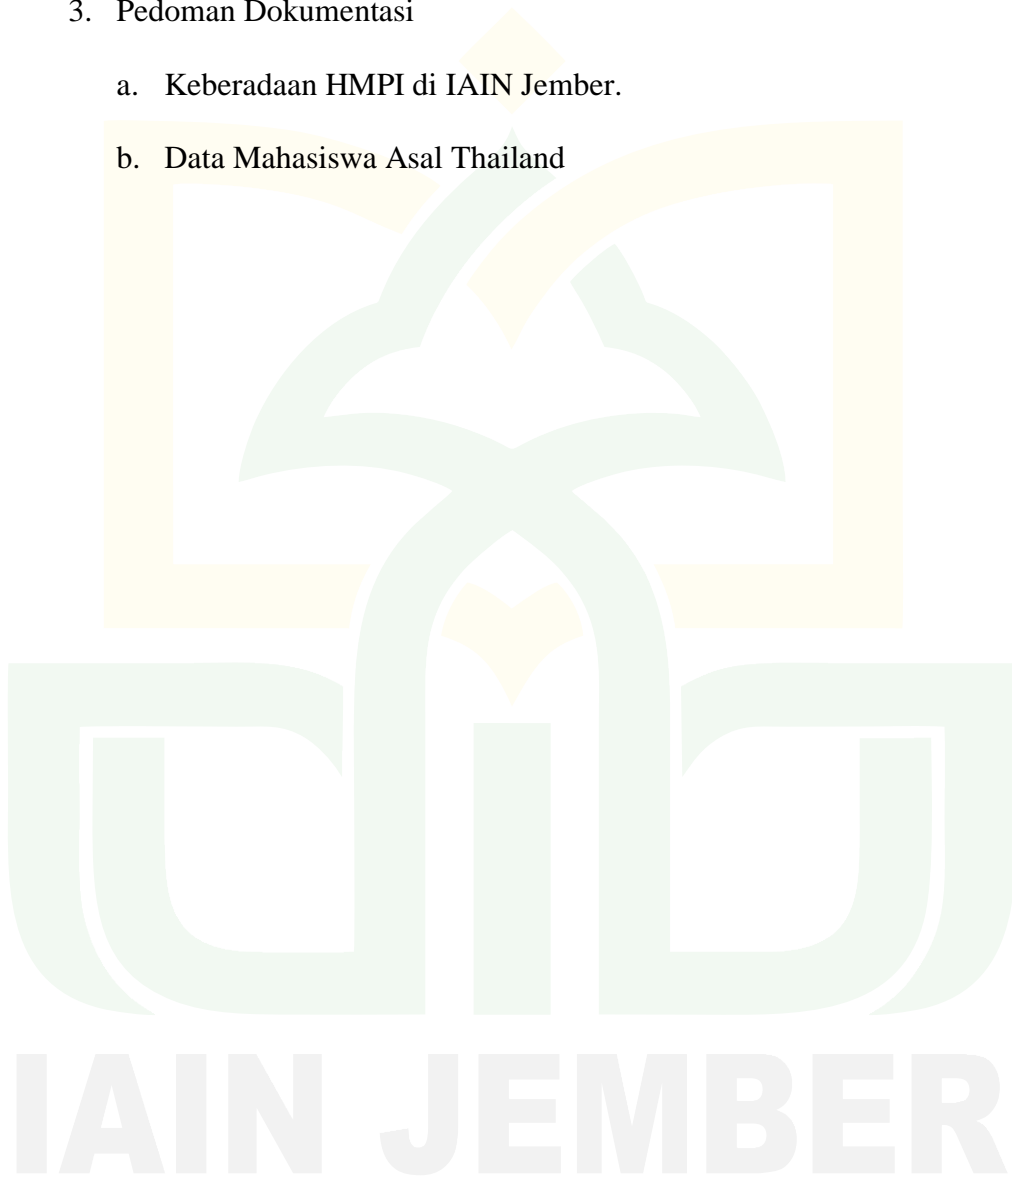 3. Pedoman Dokumentasi
a. Keberadaan HMPI di IAIN Jember.
b. Data Mahasiswa Asal Thailand
IAIN JEMBER